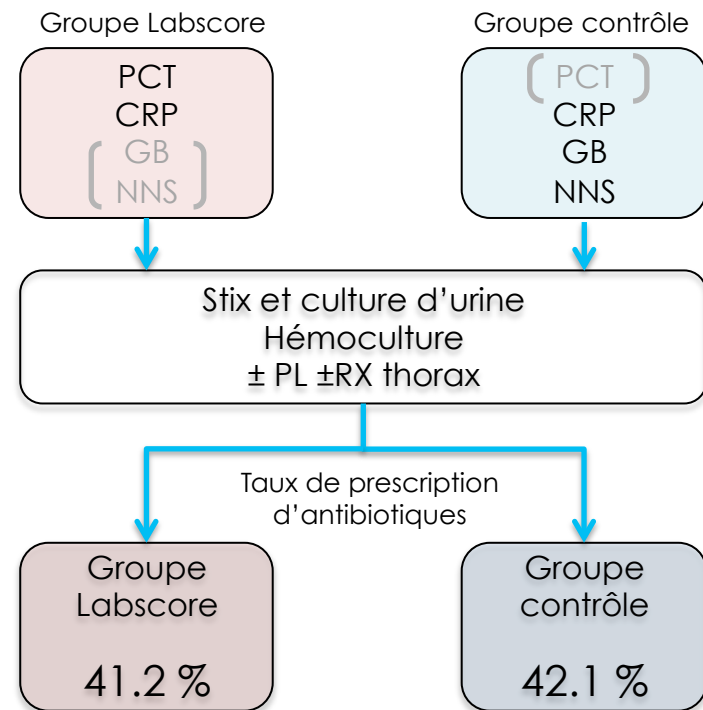 Groupe Labscore
PCT
CRP
( GB
NNS )
Groupe contrôle
( PCT )
CRP
GB
NNS
Stix et culture d’urine
Hémoculture
± PL ±RX thorax
Taux de prescription
d’antibiotiques
Groupe
Labscore
41.2 %
Groupe
contrôle
42.1 %